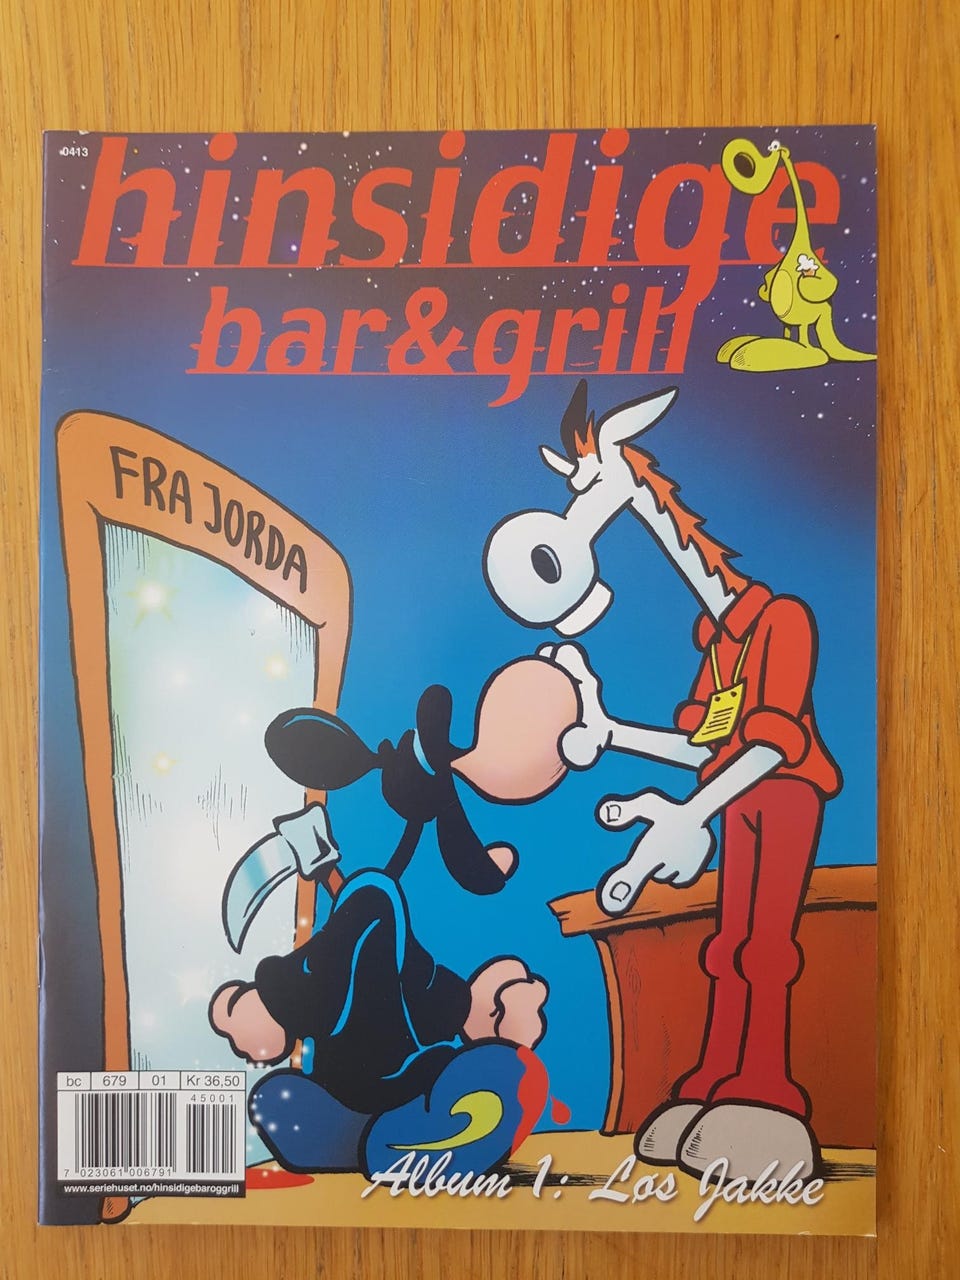 0413
hinsidige
bar&grill
FRA JORDA
bc 679 01 Kr 36,50
45001
7 023061 006791
www.seriehuset.no/hinsidigebaroggrill
Album 1: Løs Jakke